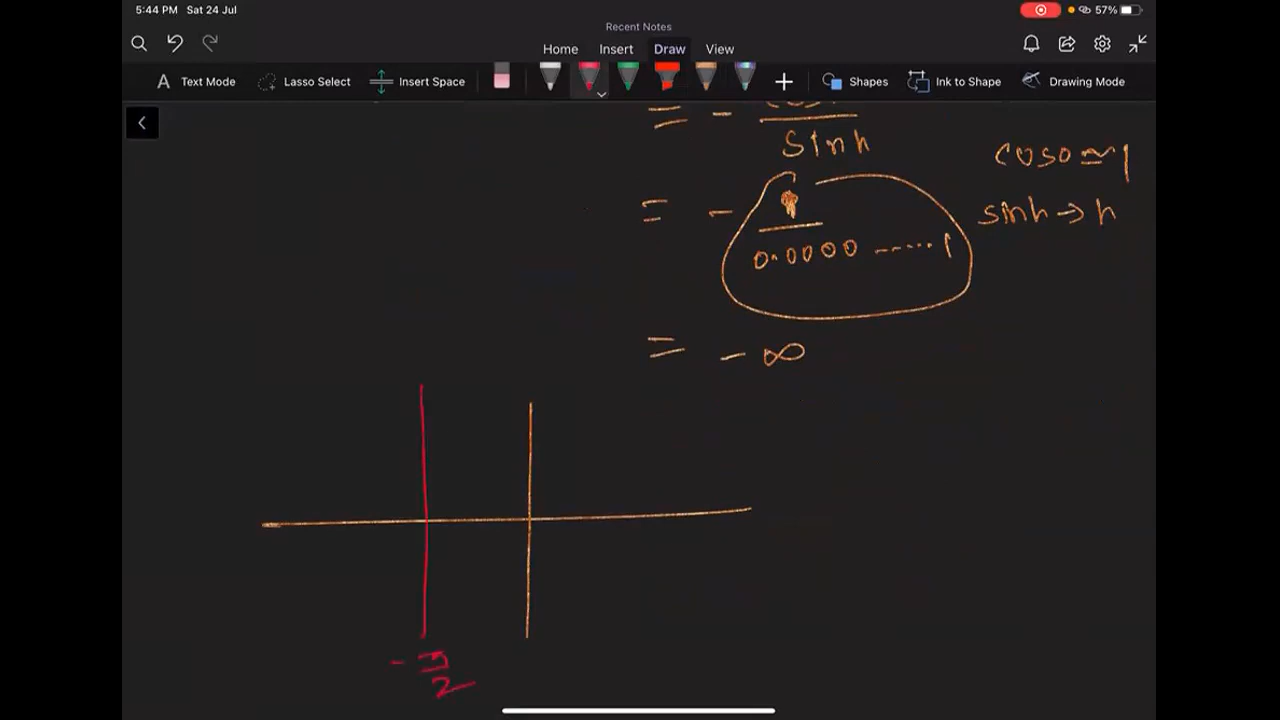 5:44 PM Sat 24 Jul
57%
Recent Notes
Home Insert Draw View
A Text Mode Lasso Select Insert Space Shapes Ink to Shape Drawing Mode
= -
sinh
cos0 ≃ 1
= -
0.0000 -----1
sinh → h
= - ∞
- π/2